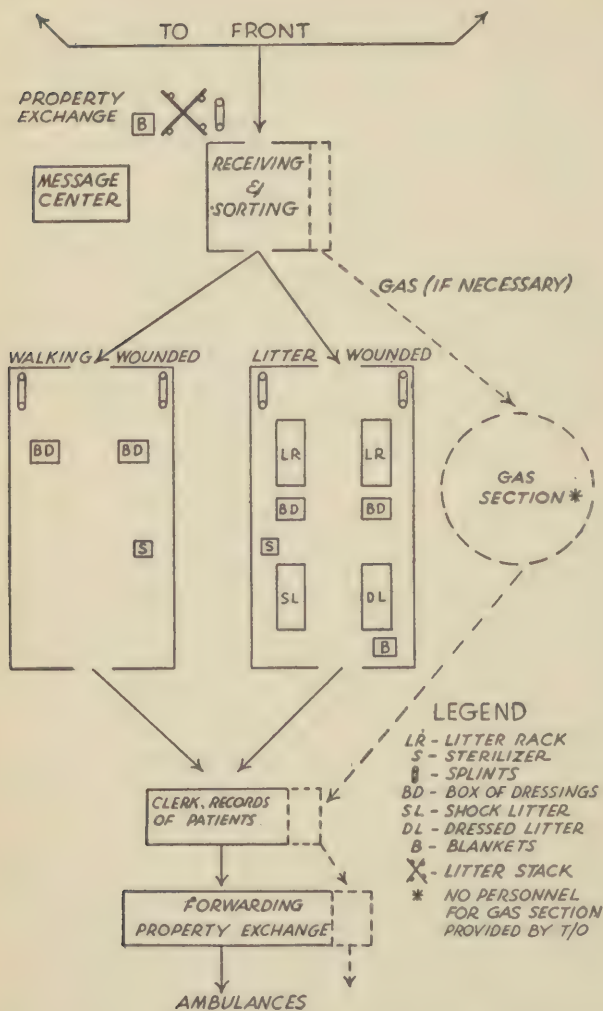 TO FRONT
PROPERTY
EXCHANGE
B
MESSAGE
CENTER
RECEIVING
&
SORTING
GAS (IF NECESSARY)
WALKING WOUNDED
LITTER WOUNDED
BD BD
S
LR LR
BD BD
S
SL DL
B
GAS
SECTION *
CLERK, RECORDS
OF PATIENTS
FORWARDING
PROPERTY EXCHANGE
AMBULANCES
LEGEND
LR - LITTER RACK
S - STERILIZER
- SPLINTS
BD - BOX OF DRESSINGS
SL - SHOCK LITTER
DL - DRESSED LITTER
B - BLANKETS
- LITTER STACK
* NO PERSONNEL
FOR GAS SECTION
PROVIDED BY T/O